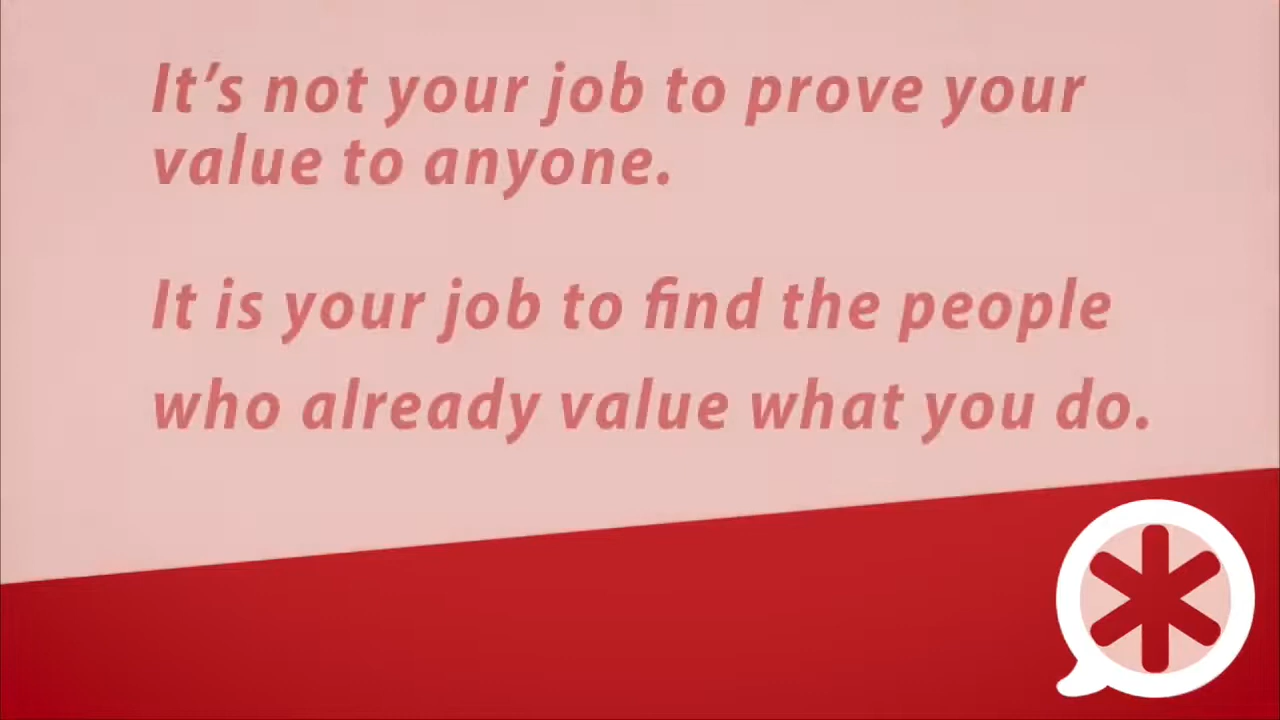 It’s not your job to prove your
value to anyone.
It is your job to find the people
who already value what you do.